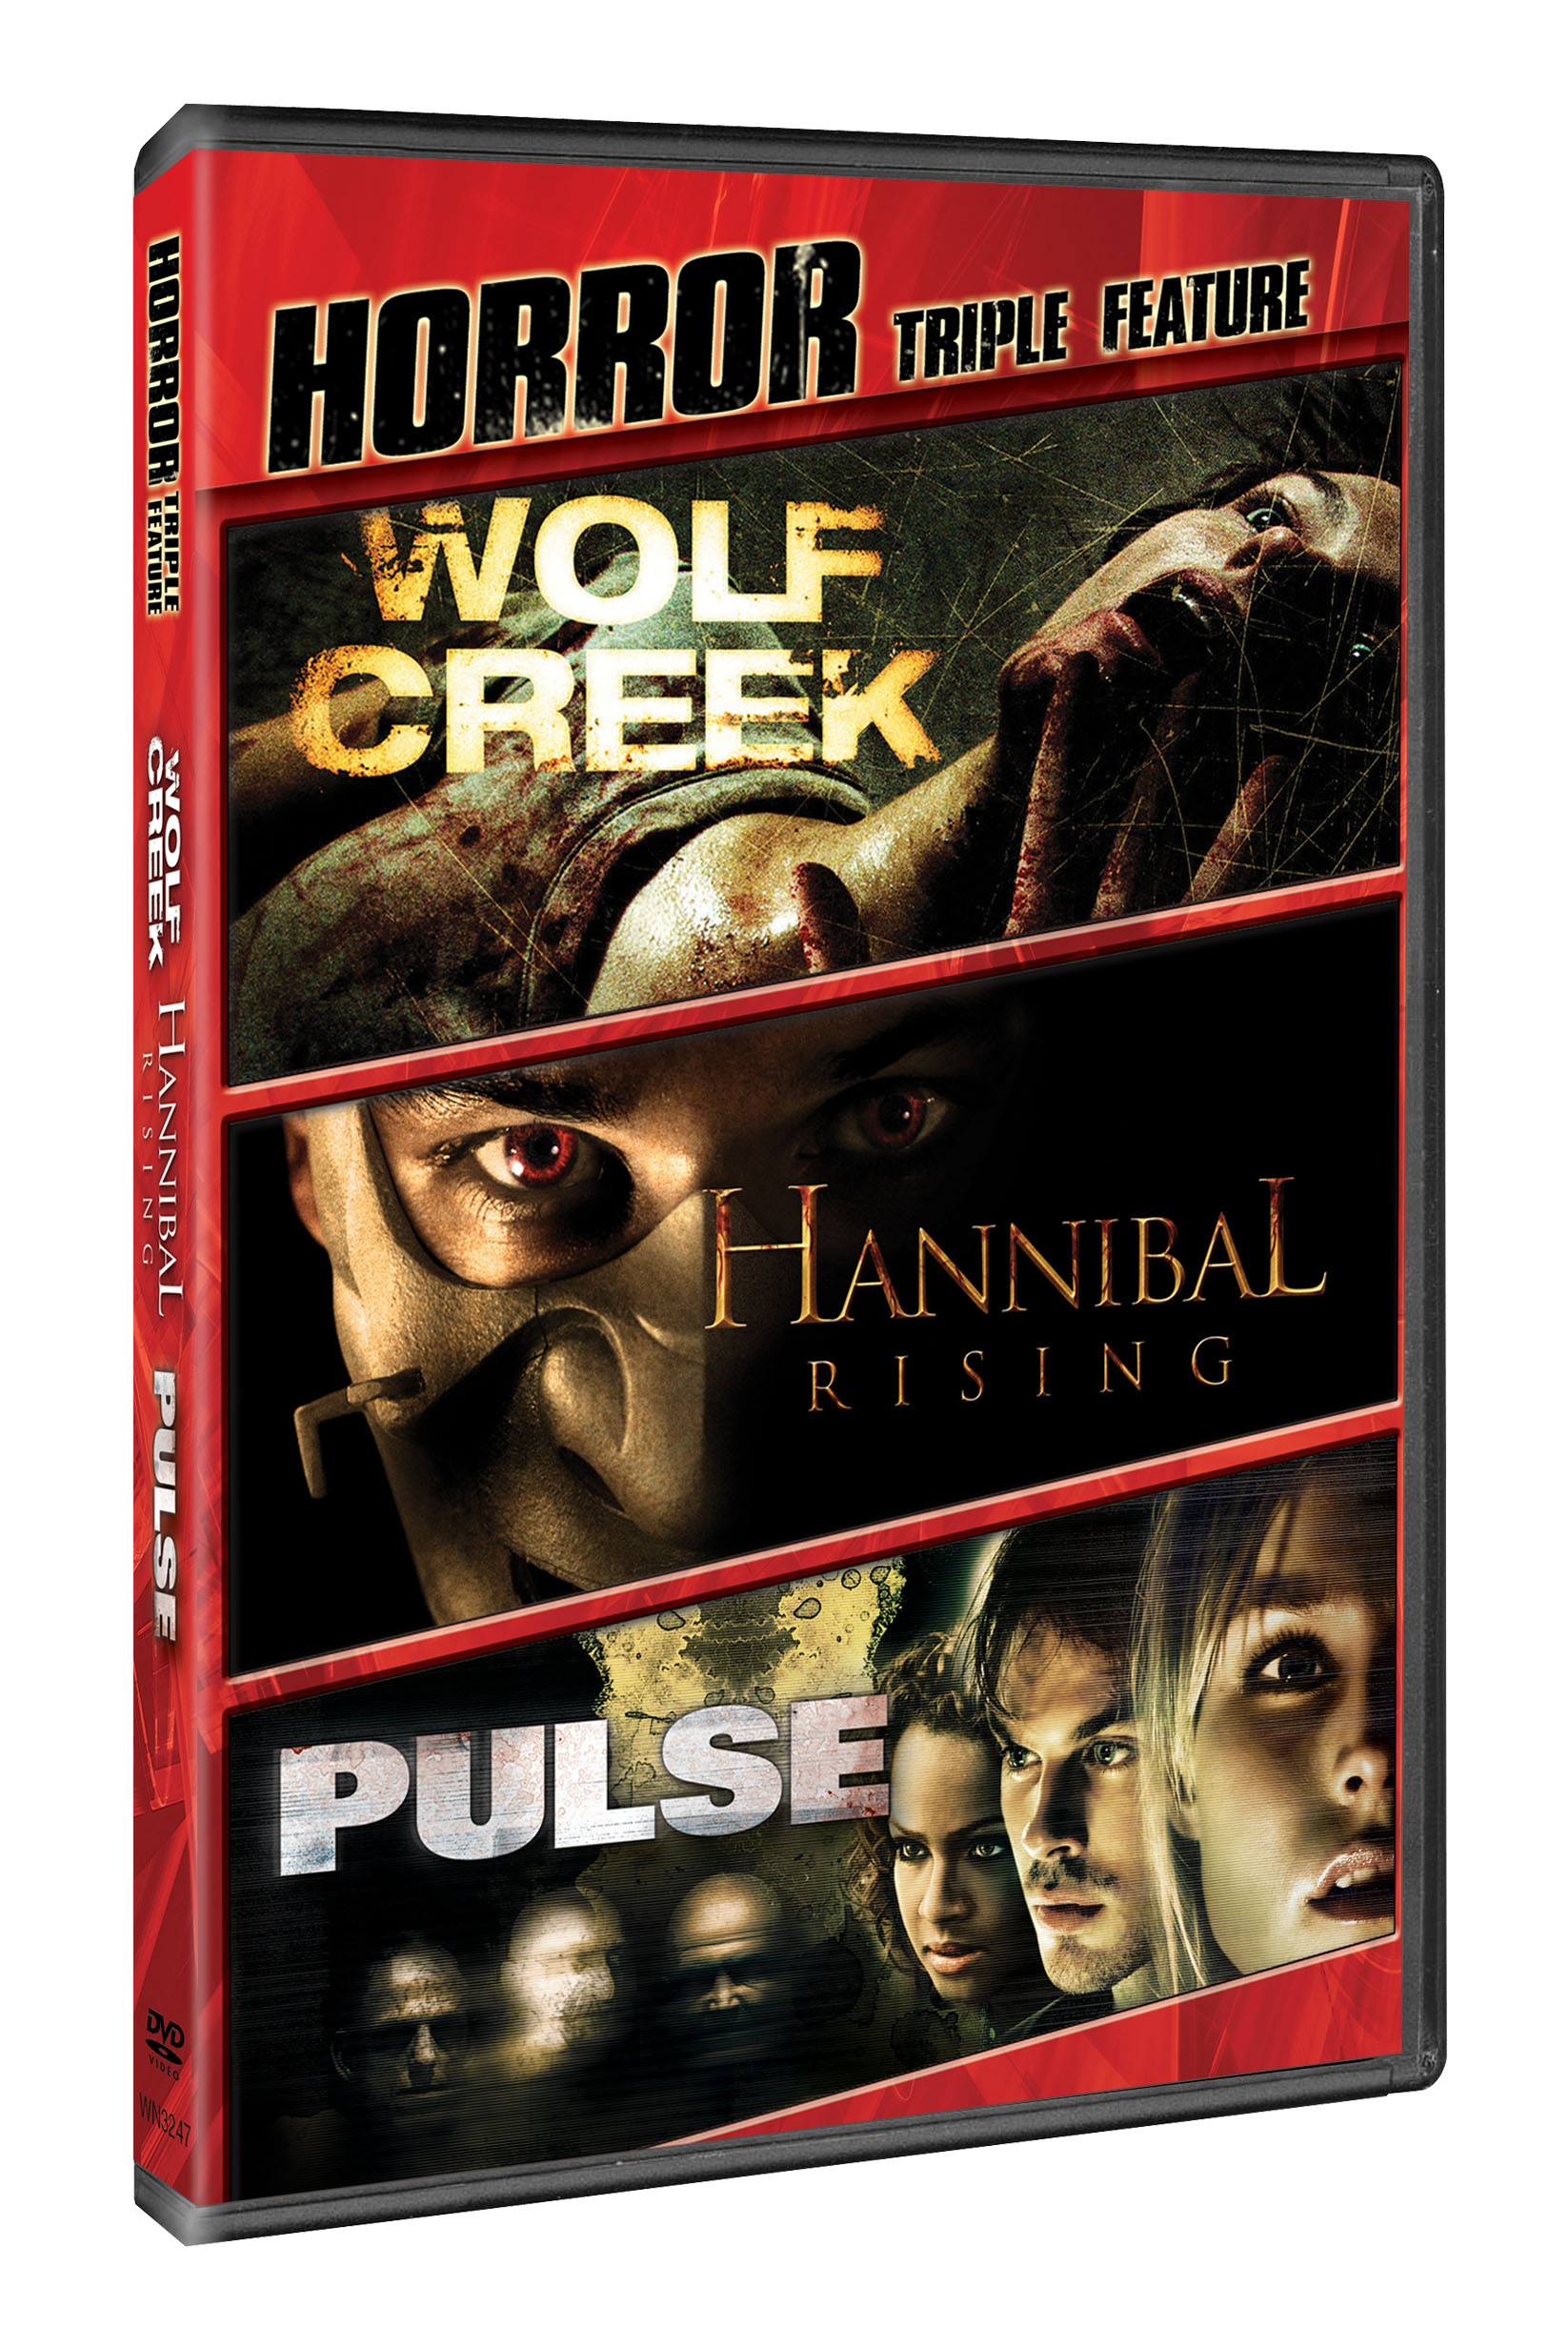 HORROR TRIPLE FEATURE
WOLF
CREEK
HANNIBAL
RISING
PULSE
HORROR TRIPLE
FEATURE
WOLF
CREEK
HANNIBAL
RISING
PULSE
DVD
VIDEO
WN3247